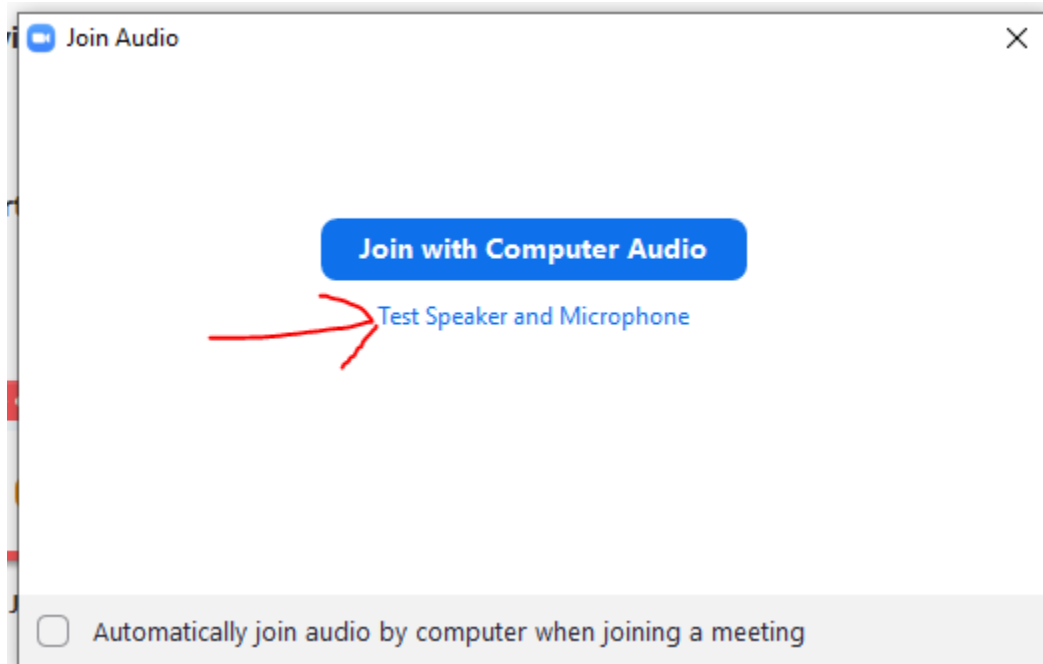 Join Audio
Join with Computer Audio
Test Speaker and Microphone
Automatically join audio by computer when joining a meeting